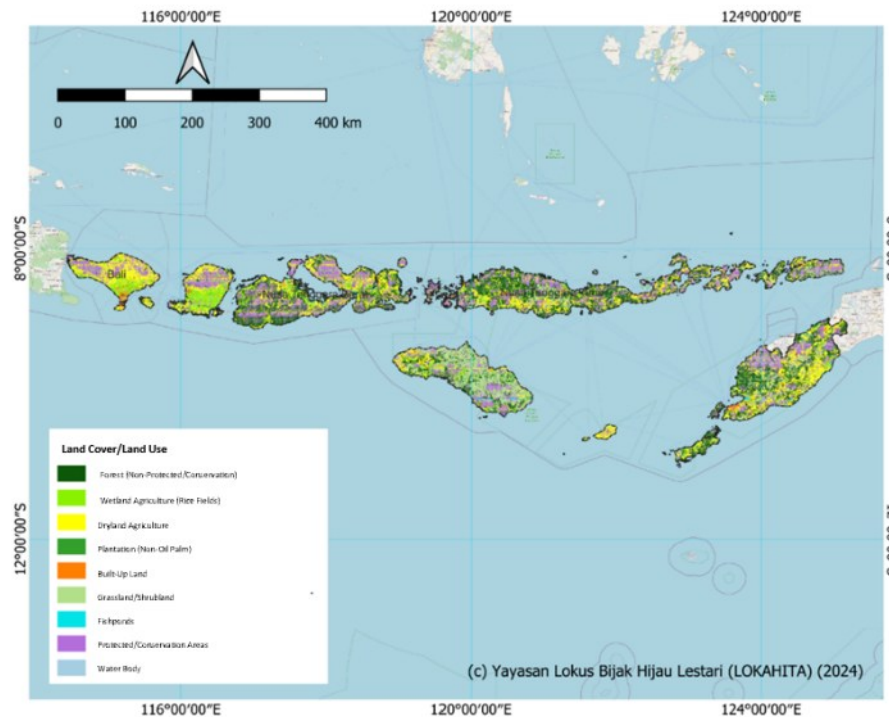 116°00′00″E 120°00′00″E 124°00′00″E
0 100 200 300 400 km
8°00′00″S
Bali
12°00′00″S
Land Cover/Land Use
Forest (Non-Protected/Conservation)
Wetland Agriculture (Rice Fields)
Dryland Agriculture
Plantation (Non-Oil Palm)
Built-Up Land
Grassland/Shrubland
Fishponds
Protected/Conservation Areas
Water Body
(c) Yayasan Lokus Bijak Hijau Lestari (LOKAHITA) (2024)
116°00′00″E 120°00′00″E 124°00′00″E